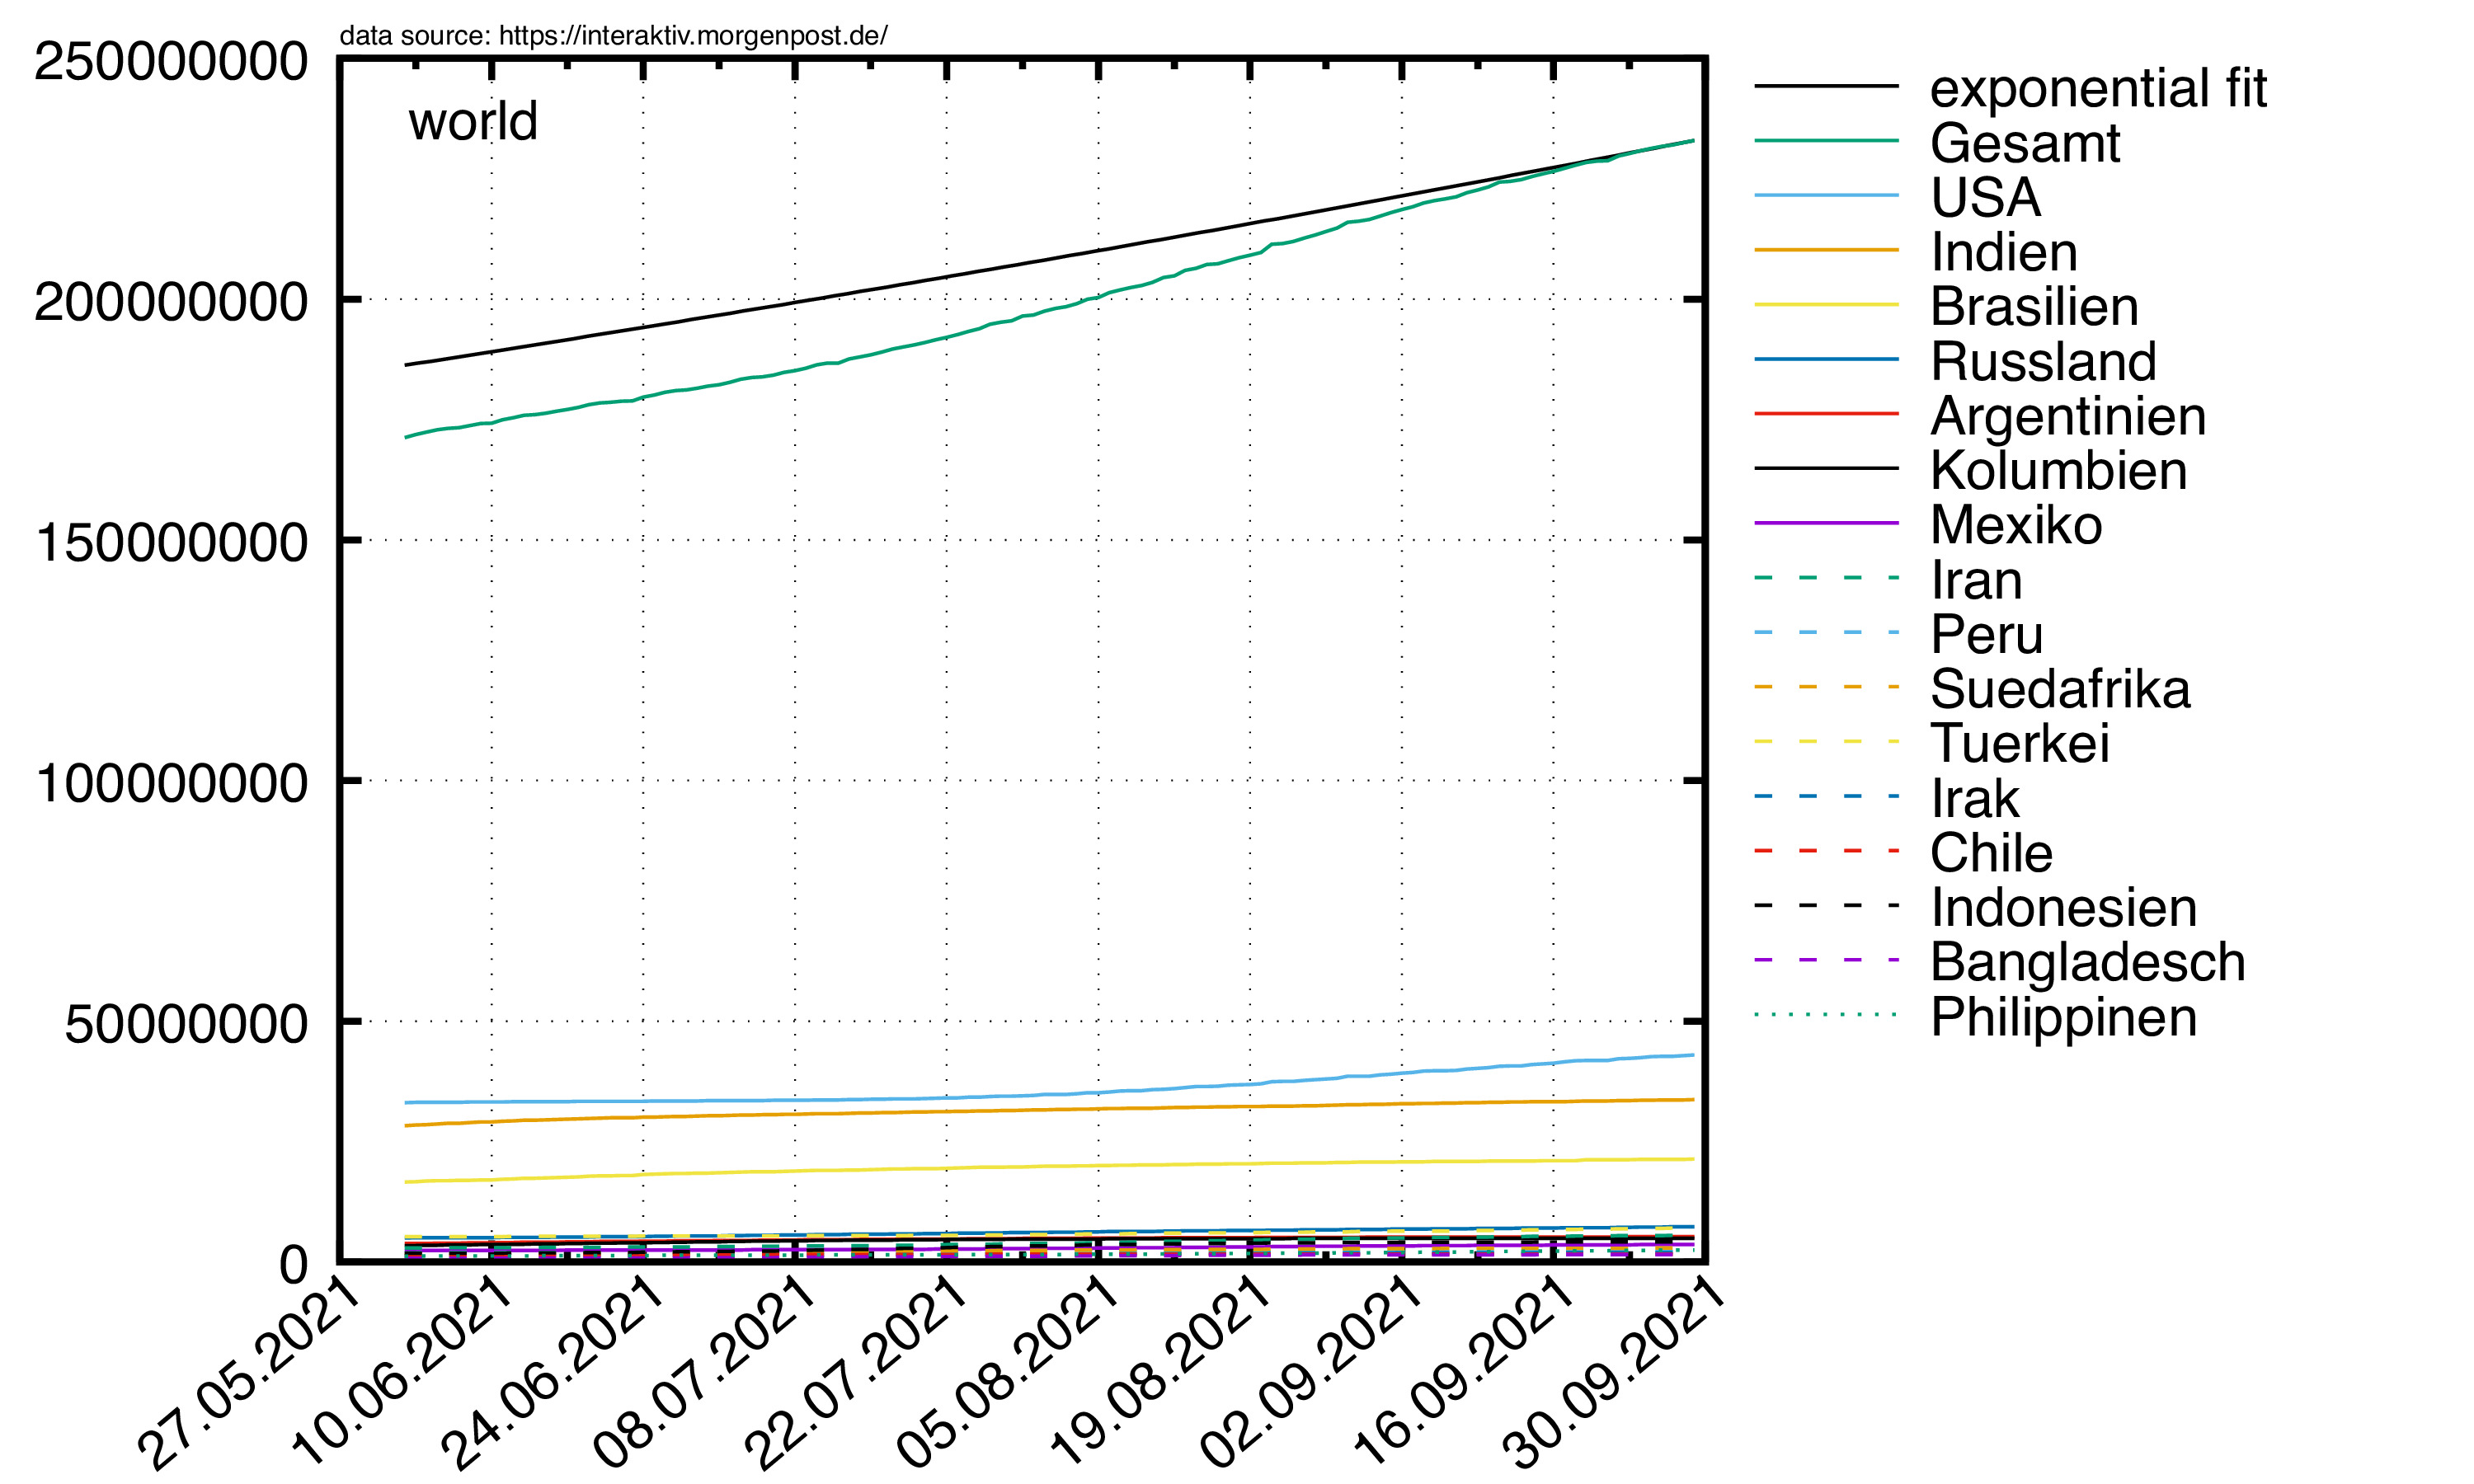 data source: https://interaktiv.morgenpost.de/
250000000
200000000
150000000
100000000
50000000
0
world
27.05.2021
10.06.2021
24.06.2021
08.07.2021
22.07.2021
05.08.2021
19.08.2021
02.09.2021
16.09.2021
30.09.2021
exponential fit
Gesamt
USA
Indien
Brasilien
Russland
Argentinien
Kolumbien
Mexiko
Iran
Peru
Suedafrika
Tuerkei
Irak
Chile
Indonesien
Bangladesch
Philippinen